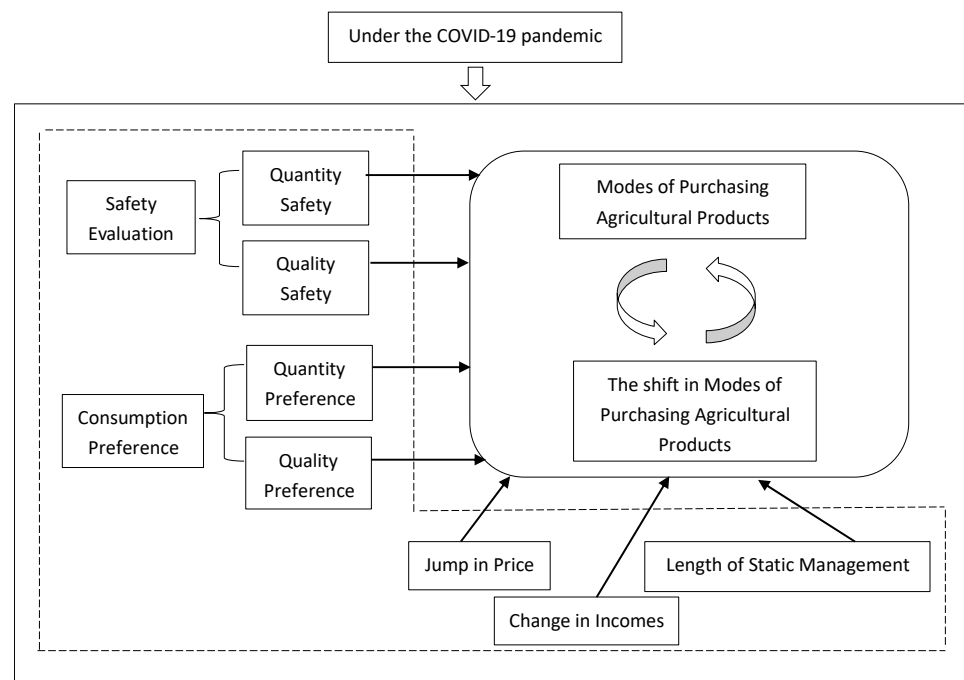 Under the COVID-19 pandemic
Safety
Evaluation
Quantity
Safety
Quality
Safety
Consumption
Preference
Quantity
Preference
Quality
Preference
Modes of Purchasing
Agricultural Products
The shift in Modes of
Purchasing Agricultural
Products
Jump in Price
Change in Incomes
Length of Static Management